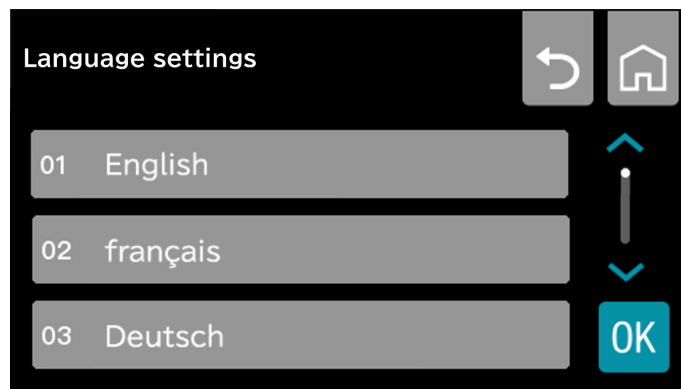 Language settings
01 English
02 français
03 Deutsch
OK